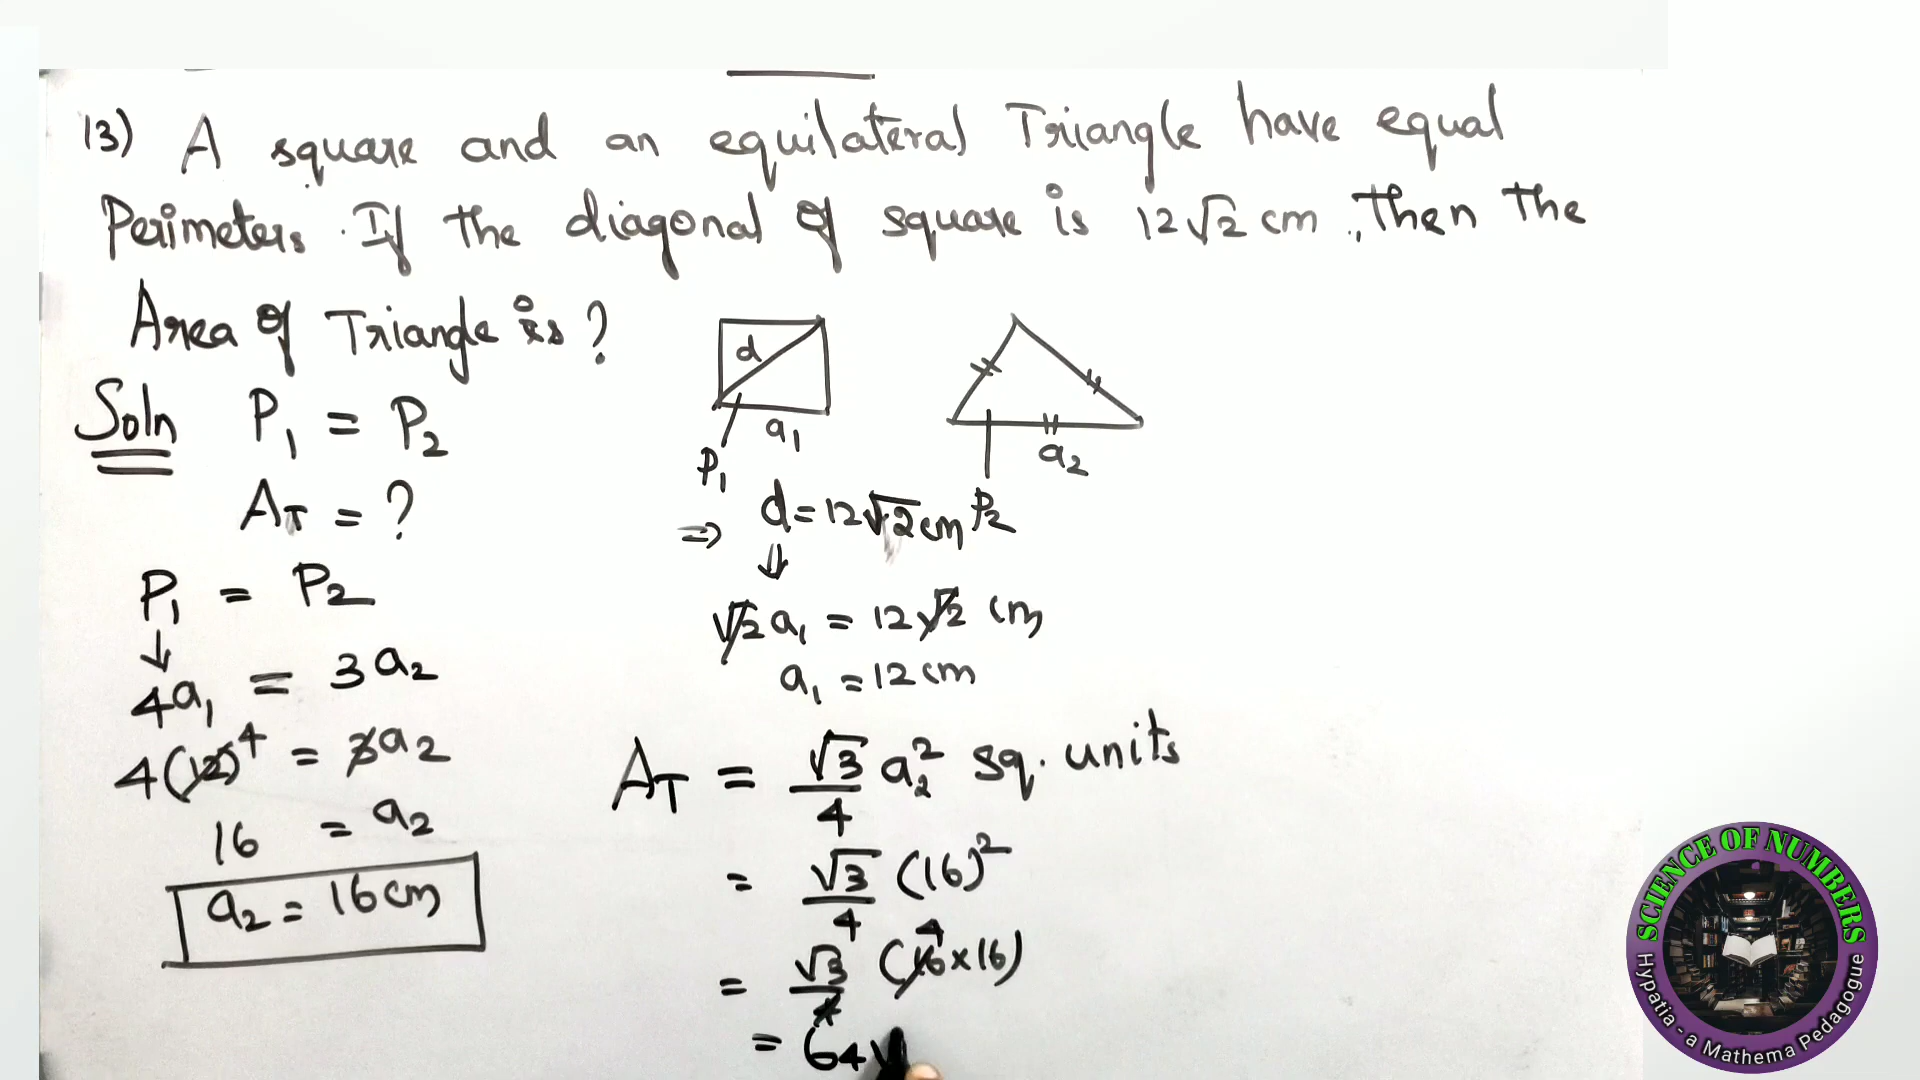 13) A square and an equilateral Triangle have equal
Perimeters. If the diagonal of square is 12√2 cm, then the
Area of Triangle is?
Soln P₁ = P₂
A_T = ?
P₁ = P₂
4a₁ = 3a₂
4(12)⁴ = 3a₂
16 = a₂
a₂ = 16cm
d
a₁
P₁
a₂
P₂
⇒ d = 12√2 cm
⇓
√2 a₁ = 12√2 cm
a₁ = 12 cm
A_T = √3/4 a₂² sq. units
= √3/4 (16)²
= √3/4 (16×16) 4
= 64√
SCIENCE OF NUMBERS
Hypatia - a Mathema Pedagogue